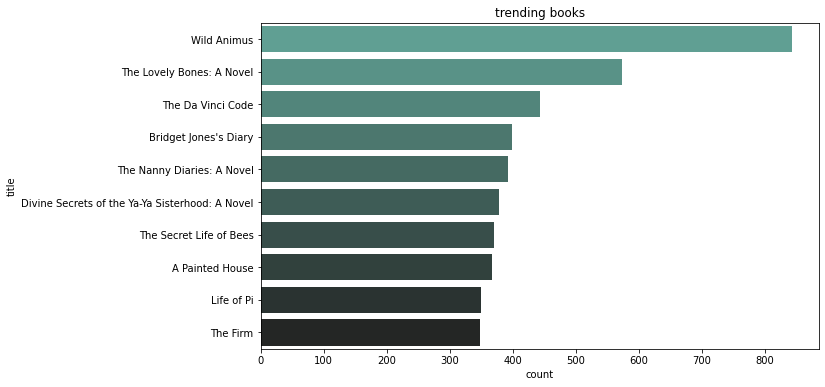 trending books
title
Wild Animus
The Lovely Bones: A Novel
The Da Vinci Code
Bridget Jones's Diary
The Nanny Diaries: A Novel
Divine Secrets of the Ya-Ya Sisterhood: A Novel
The Secret Life of Bees
A Painted House
Life of Pi
The Firm
0 100 200 300 400 500 600 700 800
count